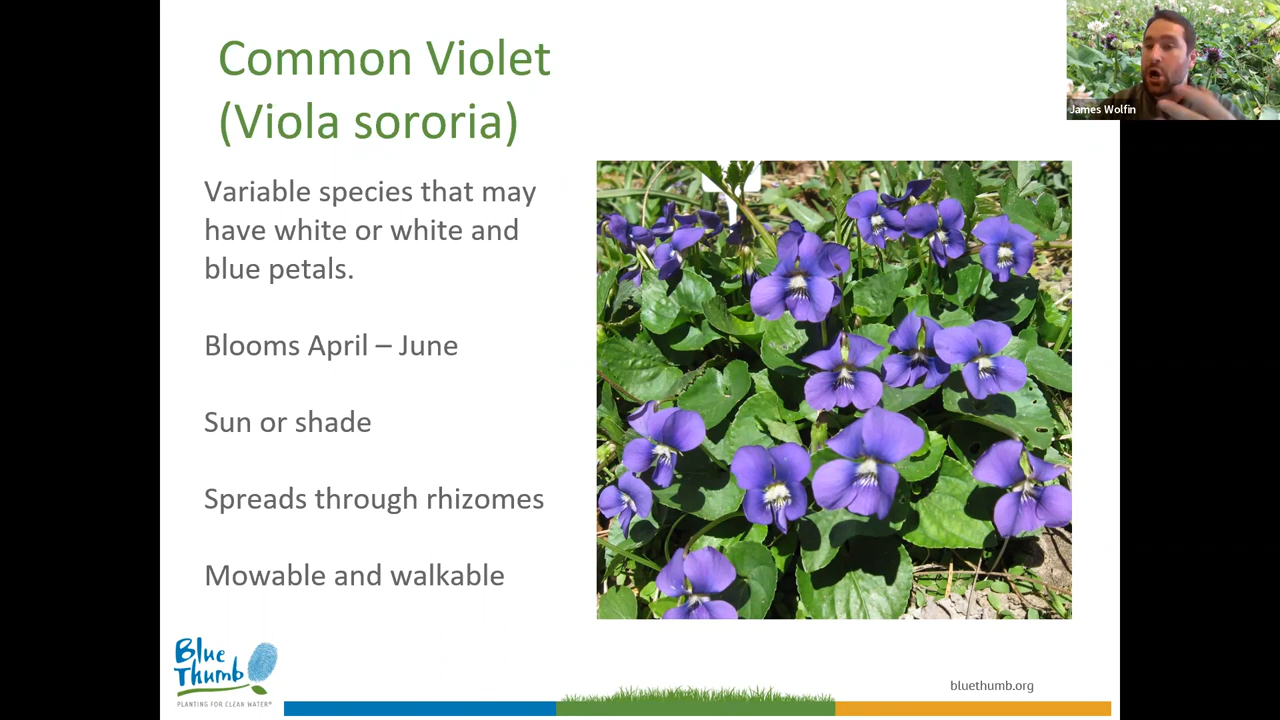 Common Violet
(Viola sororia)
James Wolfin
Variable species that may
have white or white and
blue petals.
Blooms April – June
Sun or shade
Spreads through rhizomes
Mowable and walkable
Blue
Thumb
PLANTING FOR CLEAN WATER®
bluethumb.org